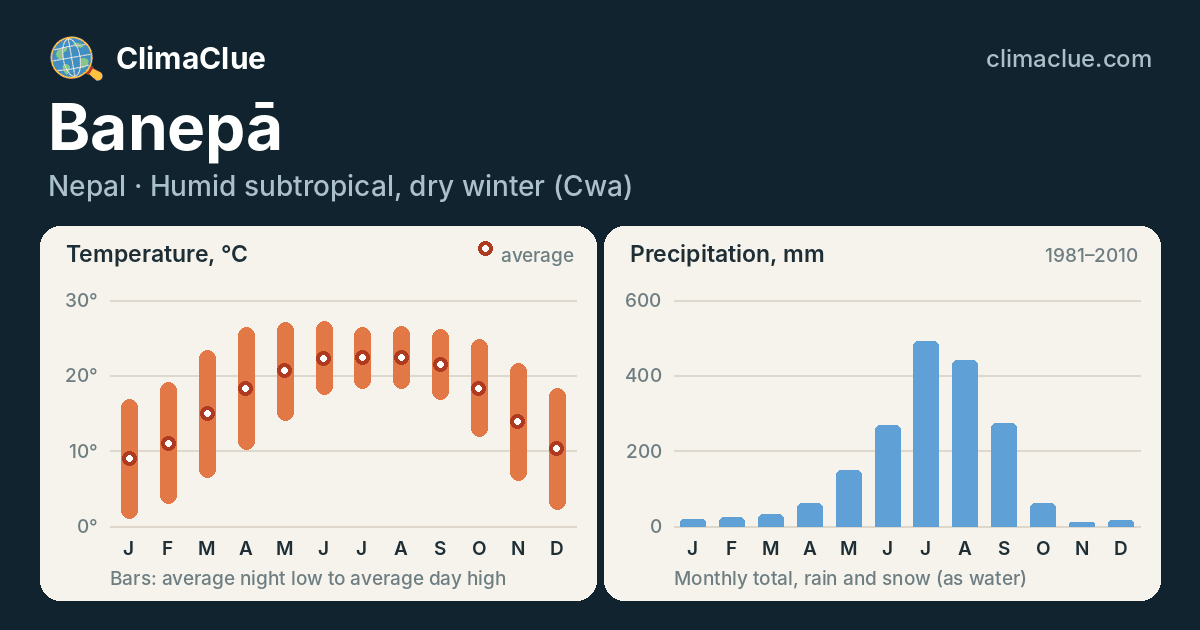 ClimaClue
climaclue.com
Banepā
Nepal · Humid subtropical, dry winter (Cwa)
Temperature, °C
average
30°
20°
10°
0°
J F M A M J J A S O N D
Bars: average night low to average day high
Precipitation, mm
1981–2010
600
400
200
0
J F M A M J J A S O N D
Monthly total, rain and snow (as water)